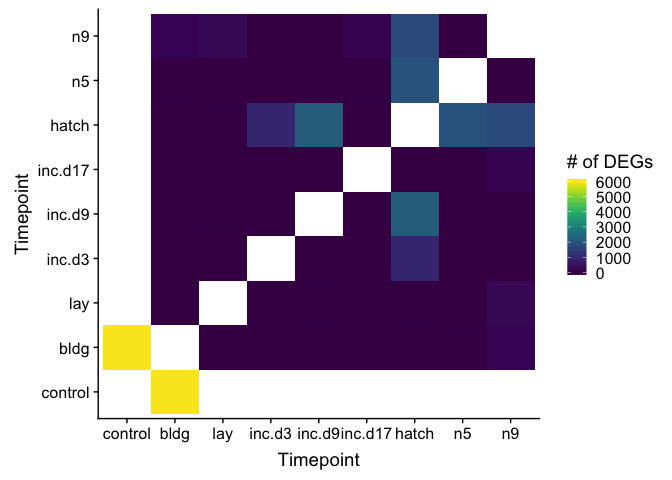 n9
n5
hatch
inc.d17
inc.d9
inc.d3
lay
bldg
control
Timepoint
control bldg lay inc.d3 inc.d9 inc.d17 hatch n5 n9
Timepoint
# of DEGs
6000
5000
4000
3000
2000
1000
0